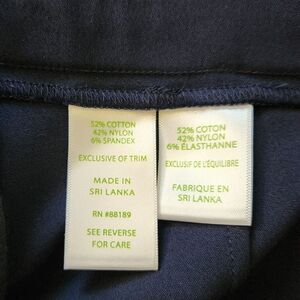 52% COTTON
42% NYLON
6% SPANDEX
EXCLUSIVE OF TRIM
MADE IN
SRI LANKA
RN #88189
SEE REVERSE
FOR CARE
52% COTON
42% NYLON
6% ÉLASTHANNE
EXCLUSIF DE L'ÉQUILIBRE
FABRIQUE EN
SRI LANKA